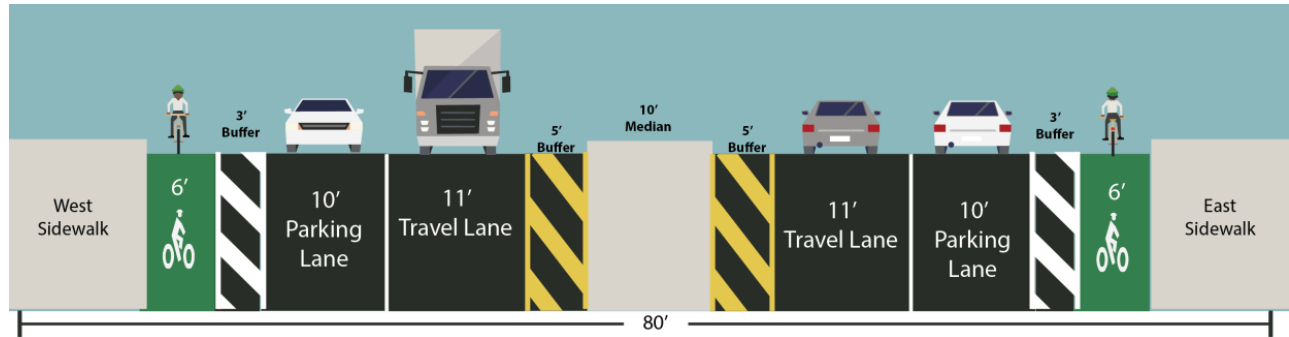 West
Sidewalk
6’
3’
Buffer
10’
Parking
Lane
11’
Travel Lane
5’
Buffer
10’
Median
5’
Buffer
11’
Travel Lane
10’
Parking
Lane
3’
Buffer
6’
East
Sidewalk
80’